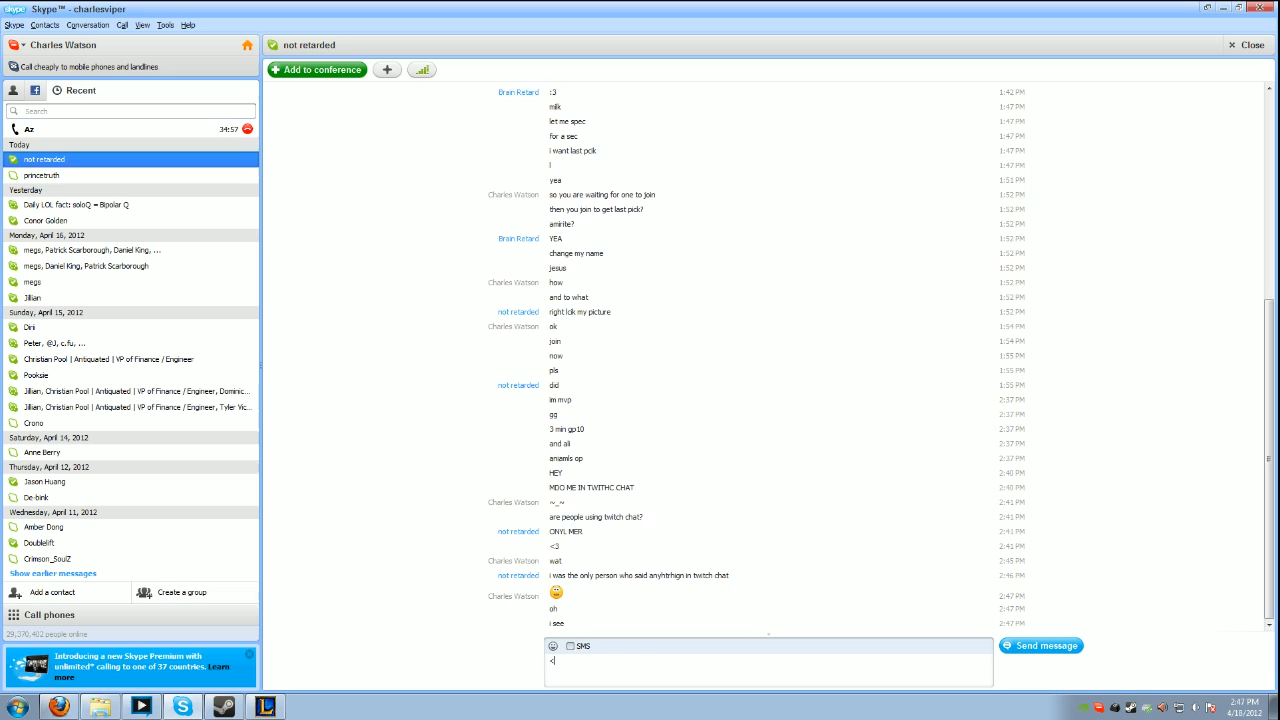 Skype™ - charlesviper
Skype Contacts Conversation Call View Tools Help
Charles Watson
Call cheaply to mobile phones and landlines
Recent
Search
Az 34:57
Today
not retarded
princetruth
Yesterday
Daily LOL fact: soloQ = Bipolar Q
Conor Golden
Monday, April 16, 2012
megs, Patrick Scarborough, Daniel King, ...
megs, Daniel King, Patrick Scarborough
megs
Jillian
Sunday, April 15, 2012
Dirii
Peter, @J, c.fu, ...
Christian Pool | Antiquated | VP of Finance / Engineer
Pooksie
Jillian, Christian Pool | Antiquated | VP of Finance / Engineer, Dominic...
Jillian, Christian Pool | Antiquated | VP of Finance / Engineer, Tyler Vic...
Crono
Saturday, April 14, 2012
Anne Berry
Thursday, April 12, 2012
Jason Huang
De-bink
Wednesday, April 11, 2012
Amber Dong
Doublelift
Crimson_SoulZ
Show earlier messages
Add a contact Create a group
Call phones
29,370,402 people online
Introducing our new Skype Premium with
unlimited* calling to one of 37 countries. Learn
more
not retarded Close
Add to conference
Brain Retard :3 1:42 PM
milk 1:47 PM
let me spec 1:47 PM
for a sec 1:47 PM
i want last pcik 1:47 PM
l 1:47 PM
yea 1:51 PM
Charles Watson so you are waiting for one to join 1:52 PM
then you join to get last pick? 1:52 PM
amirite? 1:52 PM
Brain Retard YEA 1:52 PM
change my name 1:52 PM
jesus 1:52 PM
Charles Watson how 1:52 PM
and to what 1:52 PM
not retarded right lcik my picture 1:52 PM
Charles Watson ok 1:54 PM
join 1:54 PM
now 1:55 PM
pls 1:55 PM
not retarded did 1:55 PM
im mvp 2:37 PM
gg 2:37 PM
3 min gp10 2:37 PM
and ali 2:37 PM
aniamls op 2:37 PM
HEY 2:40 PM
MDO ME IN TWITHC CHAT 2:40 PM
Charles Watson ~_~ 2:41 PM
are people using twitch chat? 2:41 PM
not retarded ONYL MER 2:41 PM
<3 2:41 PM
Charles Watson wat 2:45 PM
not retarded i was the only person who said anyhtrhign in twitch chat 2:46 PM
Charles Watson 2:47 PM
oh 2:47 PM
i see 2:47 PM
SMS
<
Send message
2:47 PM
4/18/2012